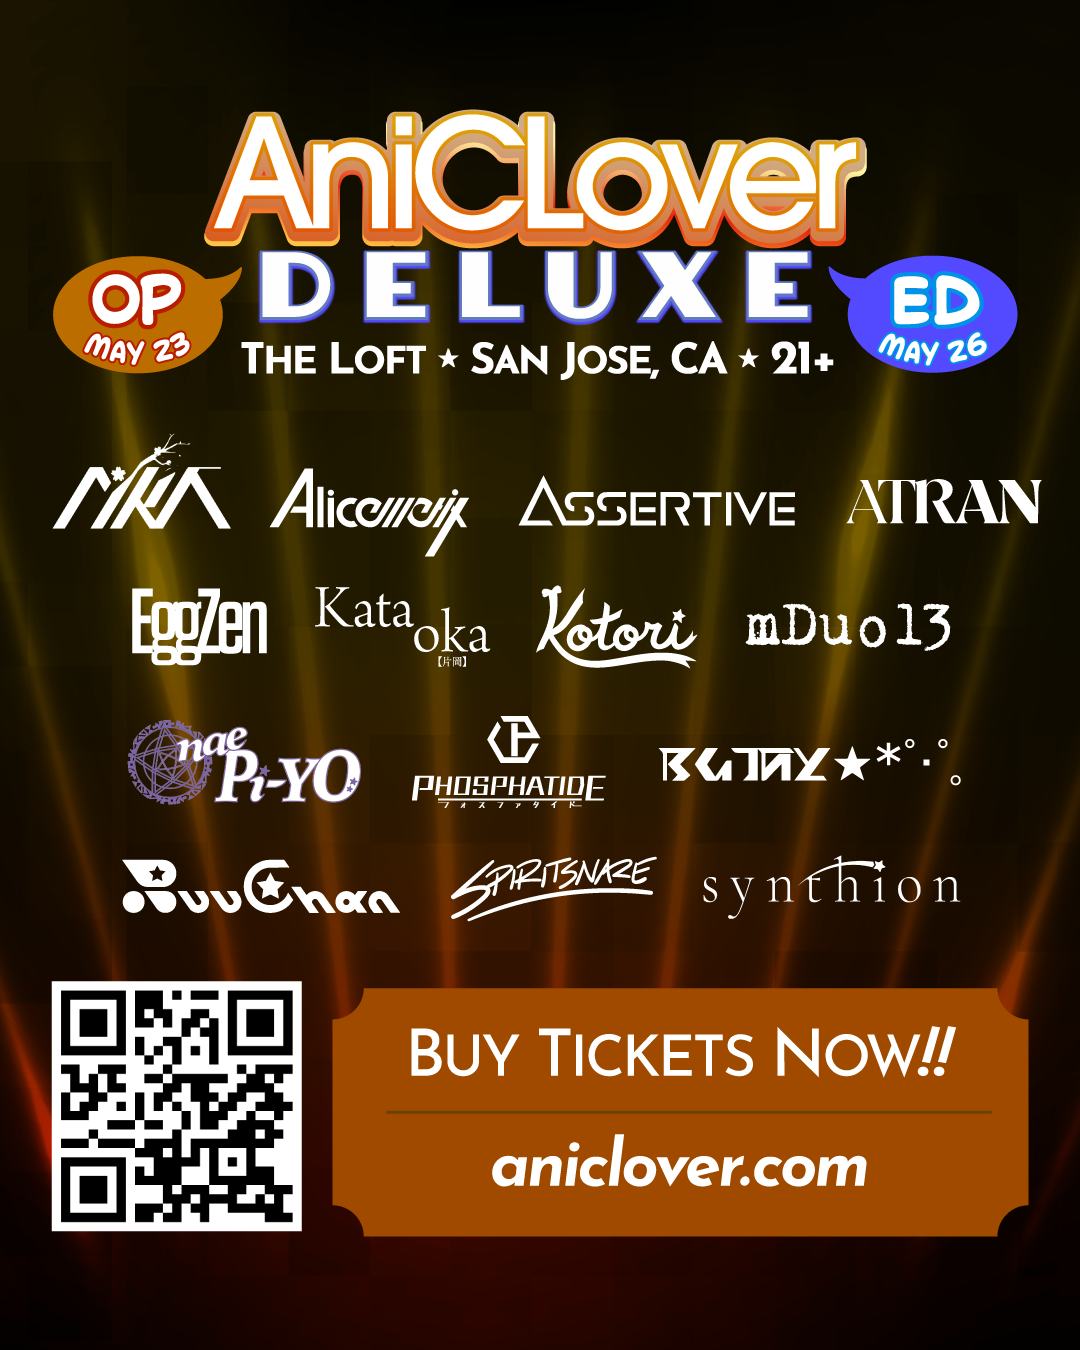 AniCLover
DELUXE
OP
MAY 23
ED
MAY 26
THE LOFT ★ SAN JOSE, CA ★ 21+
Assertive
ATRAN
EggZen
Kataoka
【片岡】
Kotori
mDuo13
nae
Pi-YO
PHOSPHATIDE
フォスファタイド
RuuChan
SPIRITSNARE
synthion
BUY TICKETS NOW!!
aniclover.com